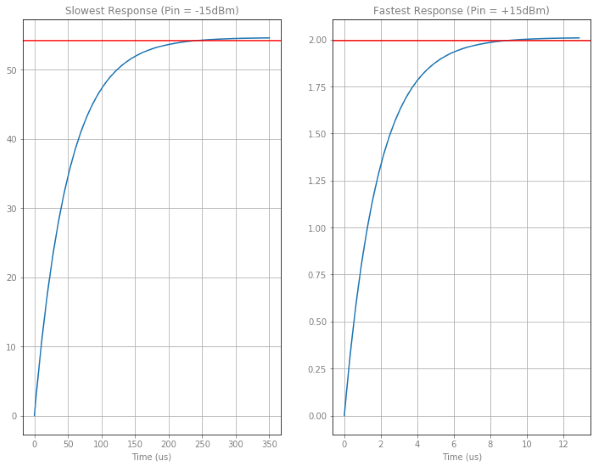 Slowest Response (Pin = -15dBm)
50
40
30
20
10
0
0 50 100 150 200 250 300 350
Time (us)
Fastest Response (Pin = +15dBm)
2.00
1.75
1.50
1.25
1.00
0.75
0.50
0.25
0.00
0 2 4 6 8 10 12
Time (us)